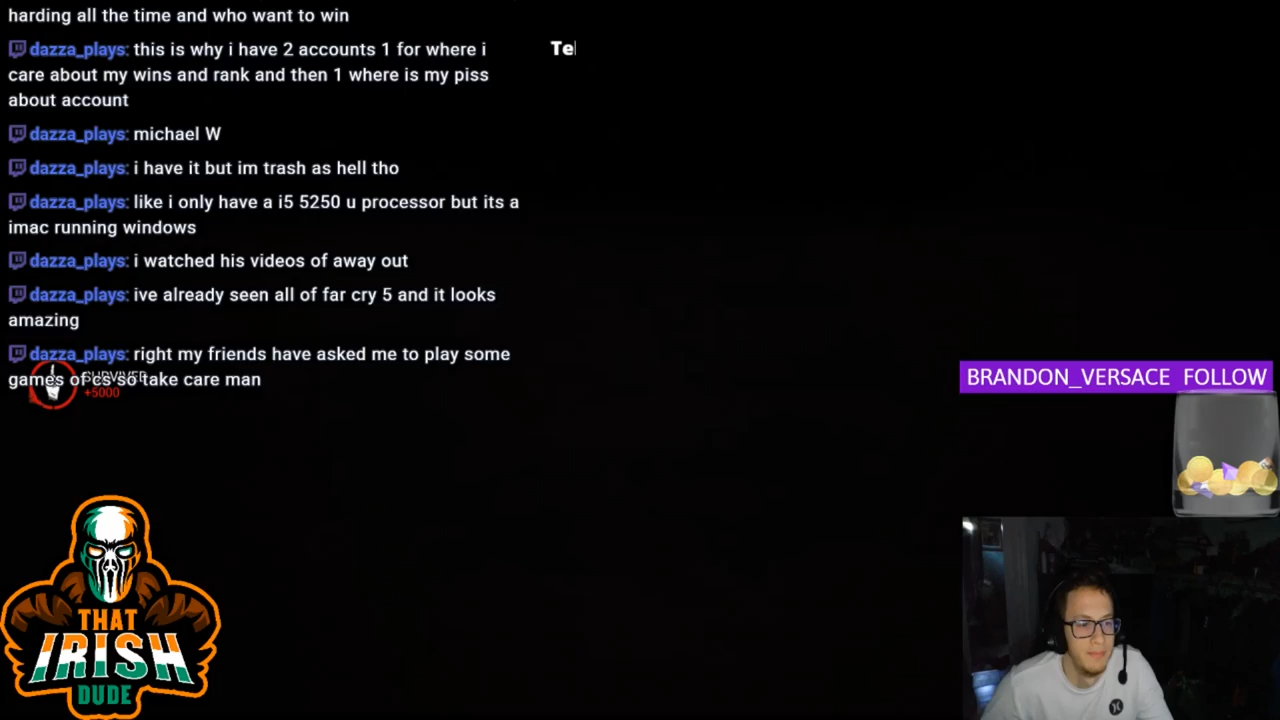 harding all the time and who want to win
dazza_plays: this is why i have 2 accounts 1 for where i
care about my wins and rank and then 1 where is my piss
about account
dazza_plays: michael W
dazza_plays: i have it but im trash as hell tho
dazza_plays: like i only have a i5 5250 u processor but its a
imac running windows
dazza_plays: i watched his videos of away out
dazza_plays: ive already seen all of far cry 5 and it looks
amazing
dazza_plays: right my friends have asked me to play some
games of cs so take care man
SURVIVED
+5000
Te
BRANDON_VERSACE FOLLOW
THAT
IRISH
DUDE